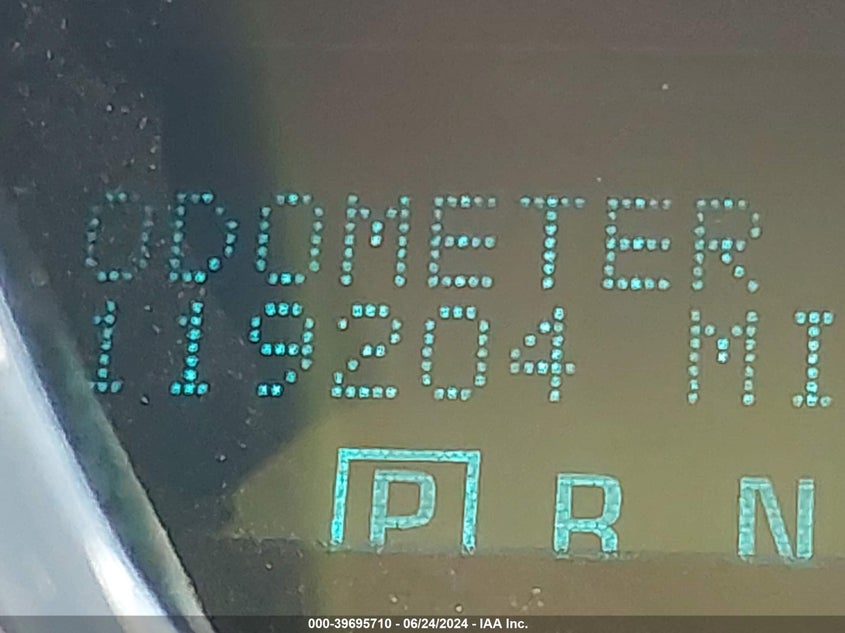 ODOMETER
119204 MI
P R N
000-39695710 - 06/24/2024 - IAA Inc.